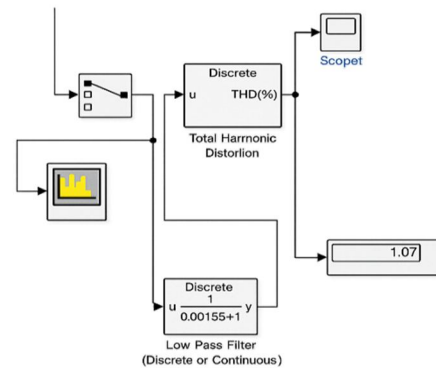 Discrete
u THD(%)
Total Harrnonic
Distorlion
Scopet
1.07
Discrete
u 1 y
0.00155+1
Low Pass Filter
(Discrete or Continuous)